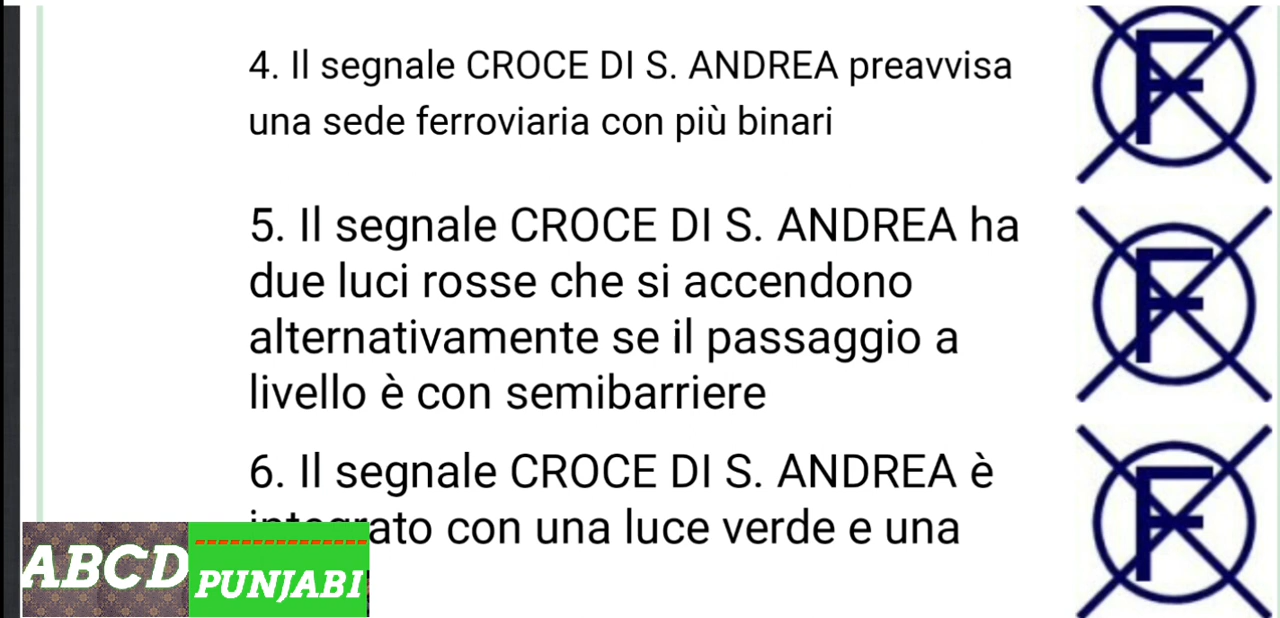 4. Il segnale CROCE DI S. ANDREA preavvisa
una sede ferroviaria con più binari
5. Il segnale CROCE DI S. ANDREA ha
due luci rosse che si accendono
alternativamente se il passaggio a
livello è con semibarriere
6. Il segnale CROCE DI S. ANDREA è
integrato con una luce verde e una
F
F
F
ABCD
PUNJABI